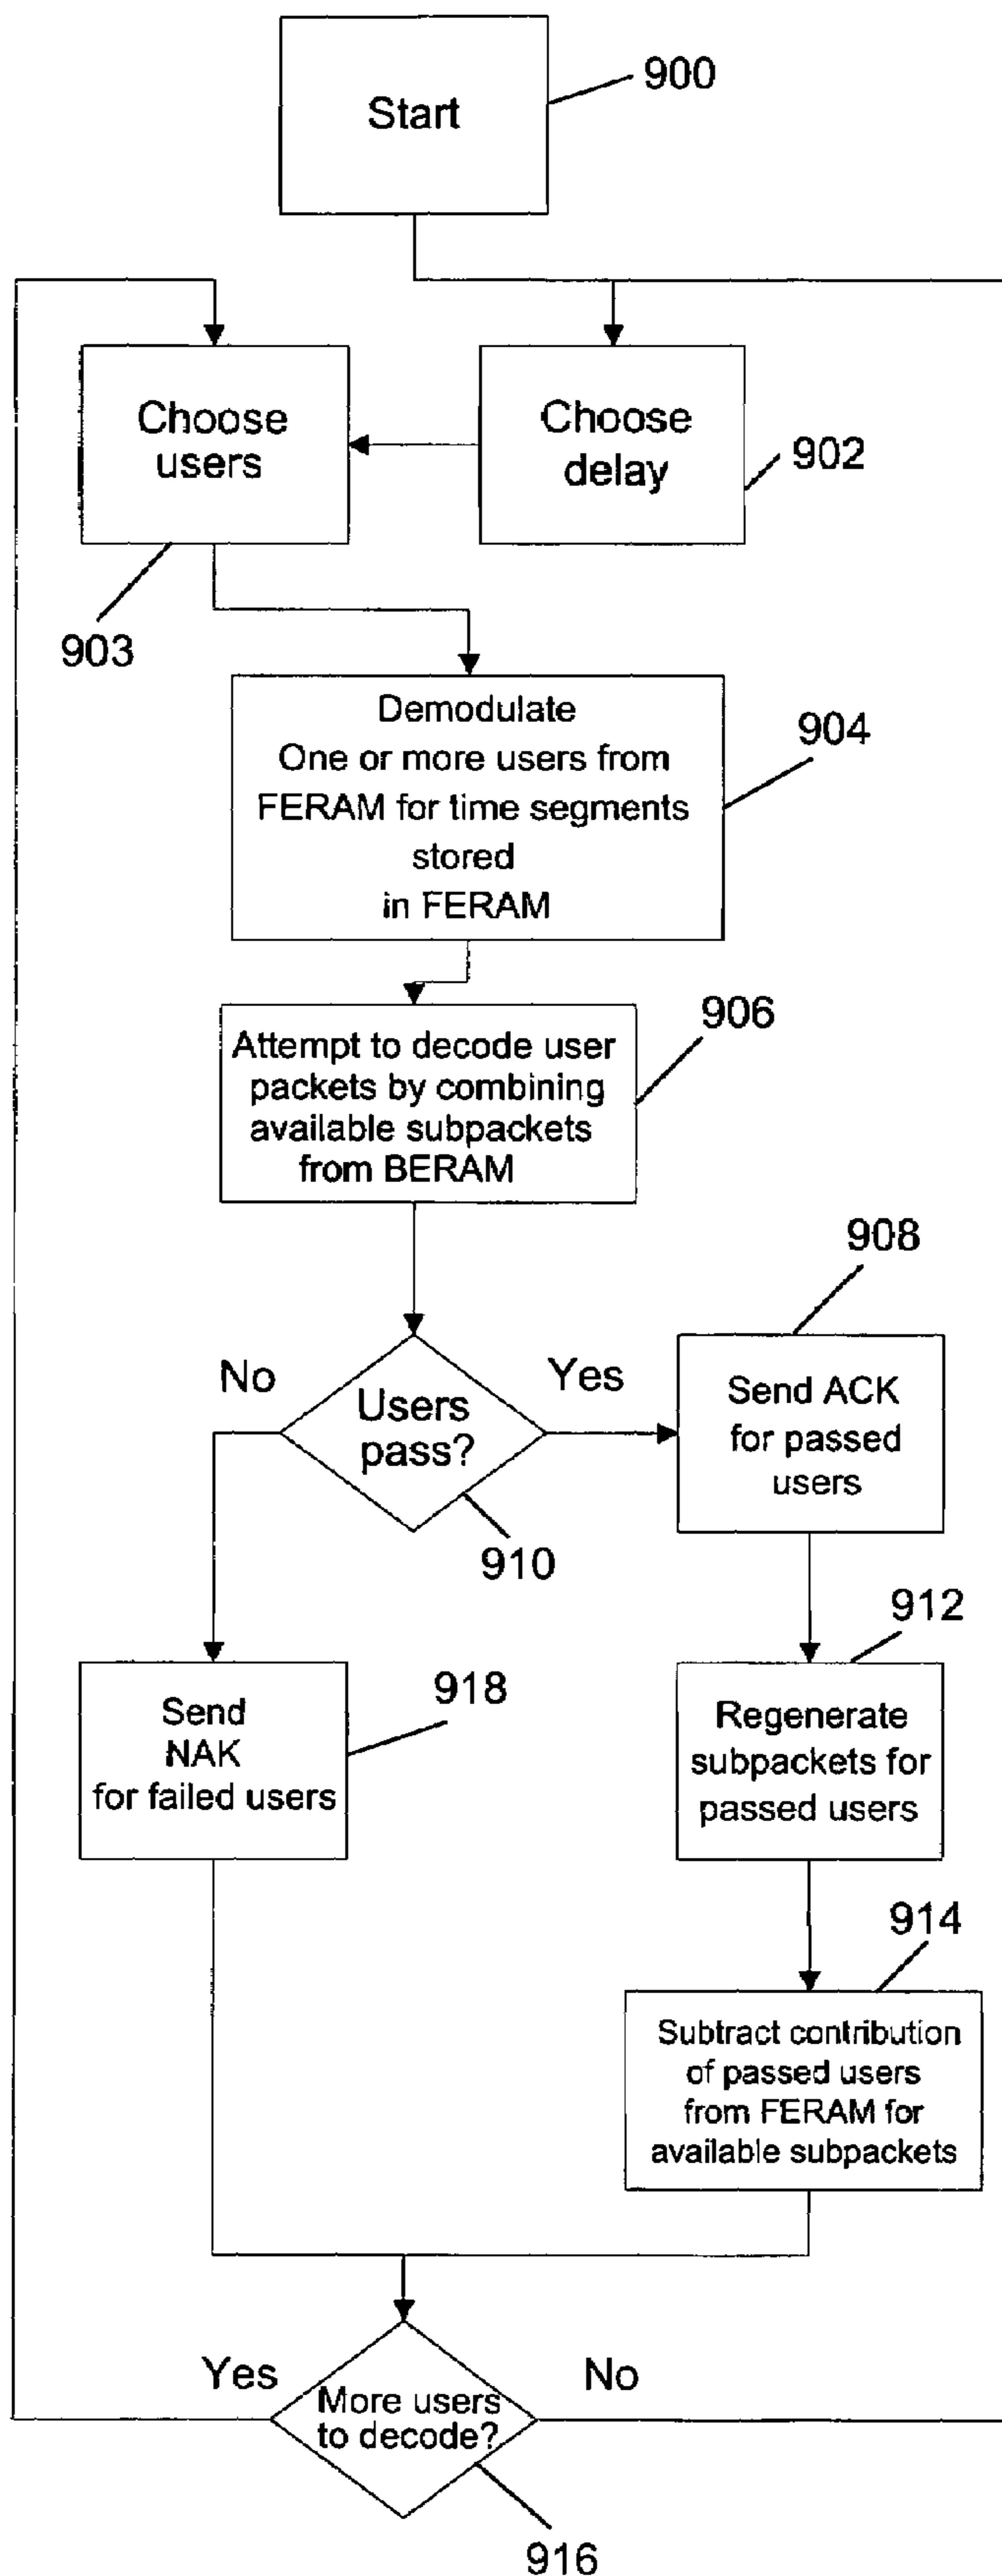 Start
900
Choose
users
Choose
delay
902
903
Demodulate
One or more users from
FERAM for time segments
stored
in FERAM
904
Attempt to decode user
packets by combining
available subpackets
from BERAM
906
908
No
Yes
Users
pass?
910
Send ACK
for passed
users
912
Send
NAK
for failed users
918
Regenerate
subpackets for
passed users
914
Subtract contribution
of passed users
from FERAM for
available subpackets
Yes
No
More users
to decode?
916